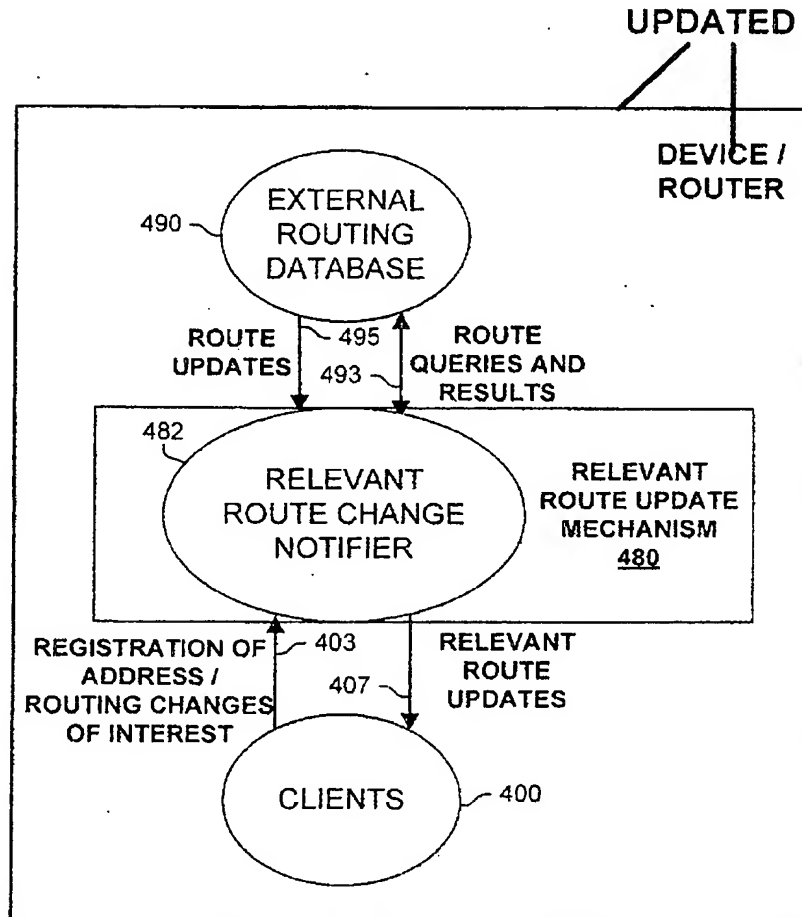 UPDATED
DEVICE /
ROUTER
EXTERNAL
ROUTING
DATABASE
490
ROUTE
UPDATES
495
493
ROUTE
QUERIES AND
RESULTS
482
RELEVANT
ROUTE CHANGE
NOTIFIER
RELEVANT
ROUTE UPDATE
MECHANISM
480
REGISTRATION OF
ADDRESS /
ROUTING CHANGES
OF INTEREST
403
407
RELEVANT
ROUTE
UPDATES
CLIENTS
400